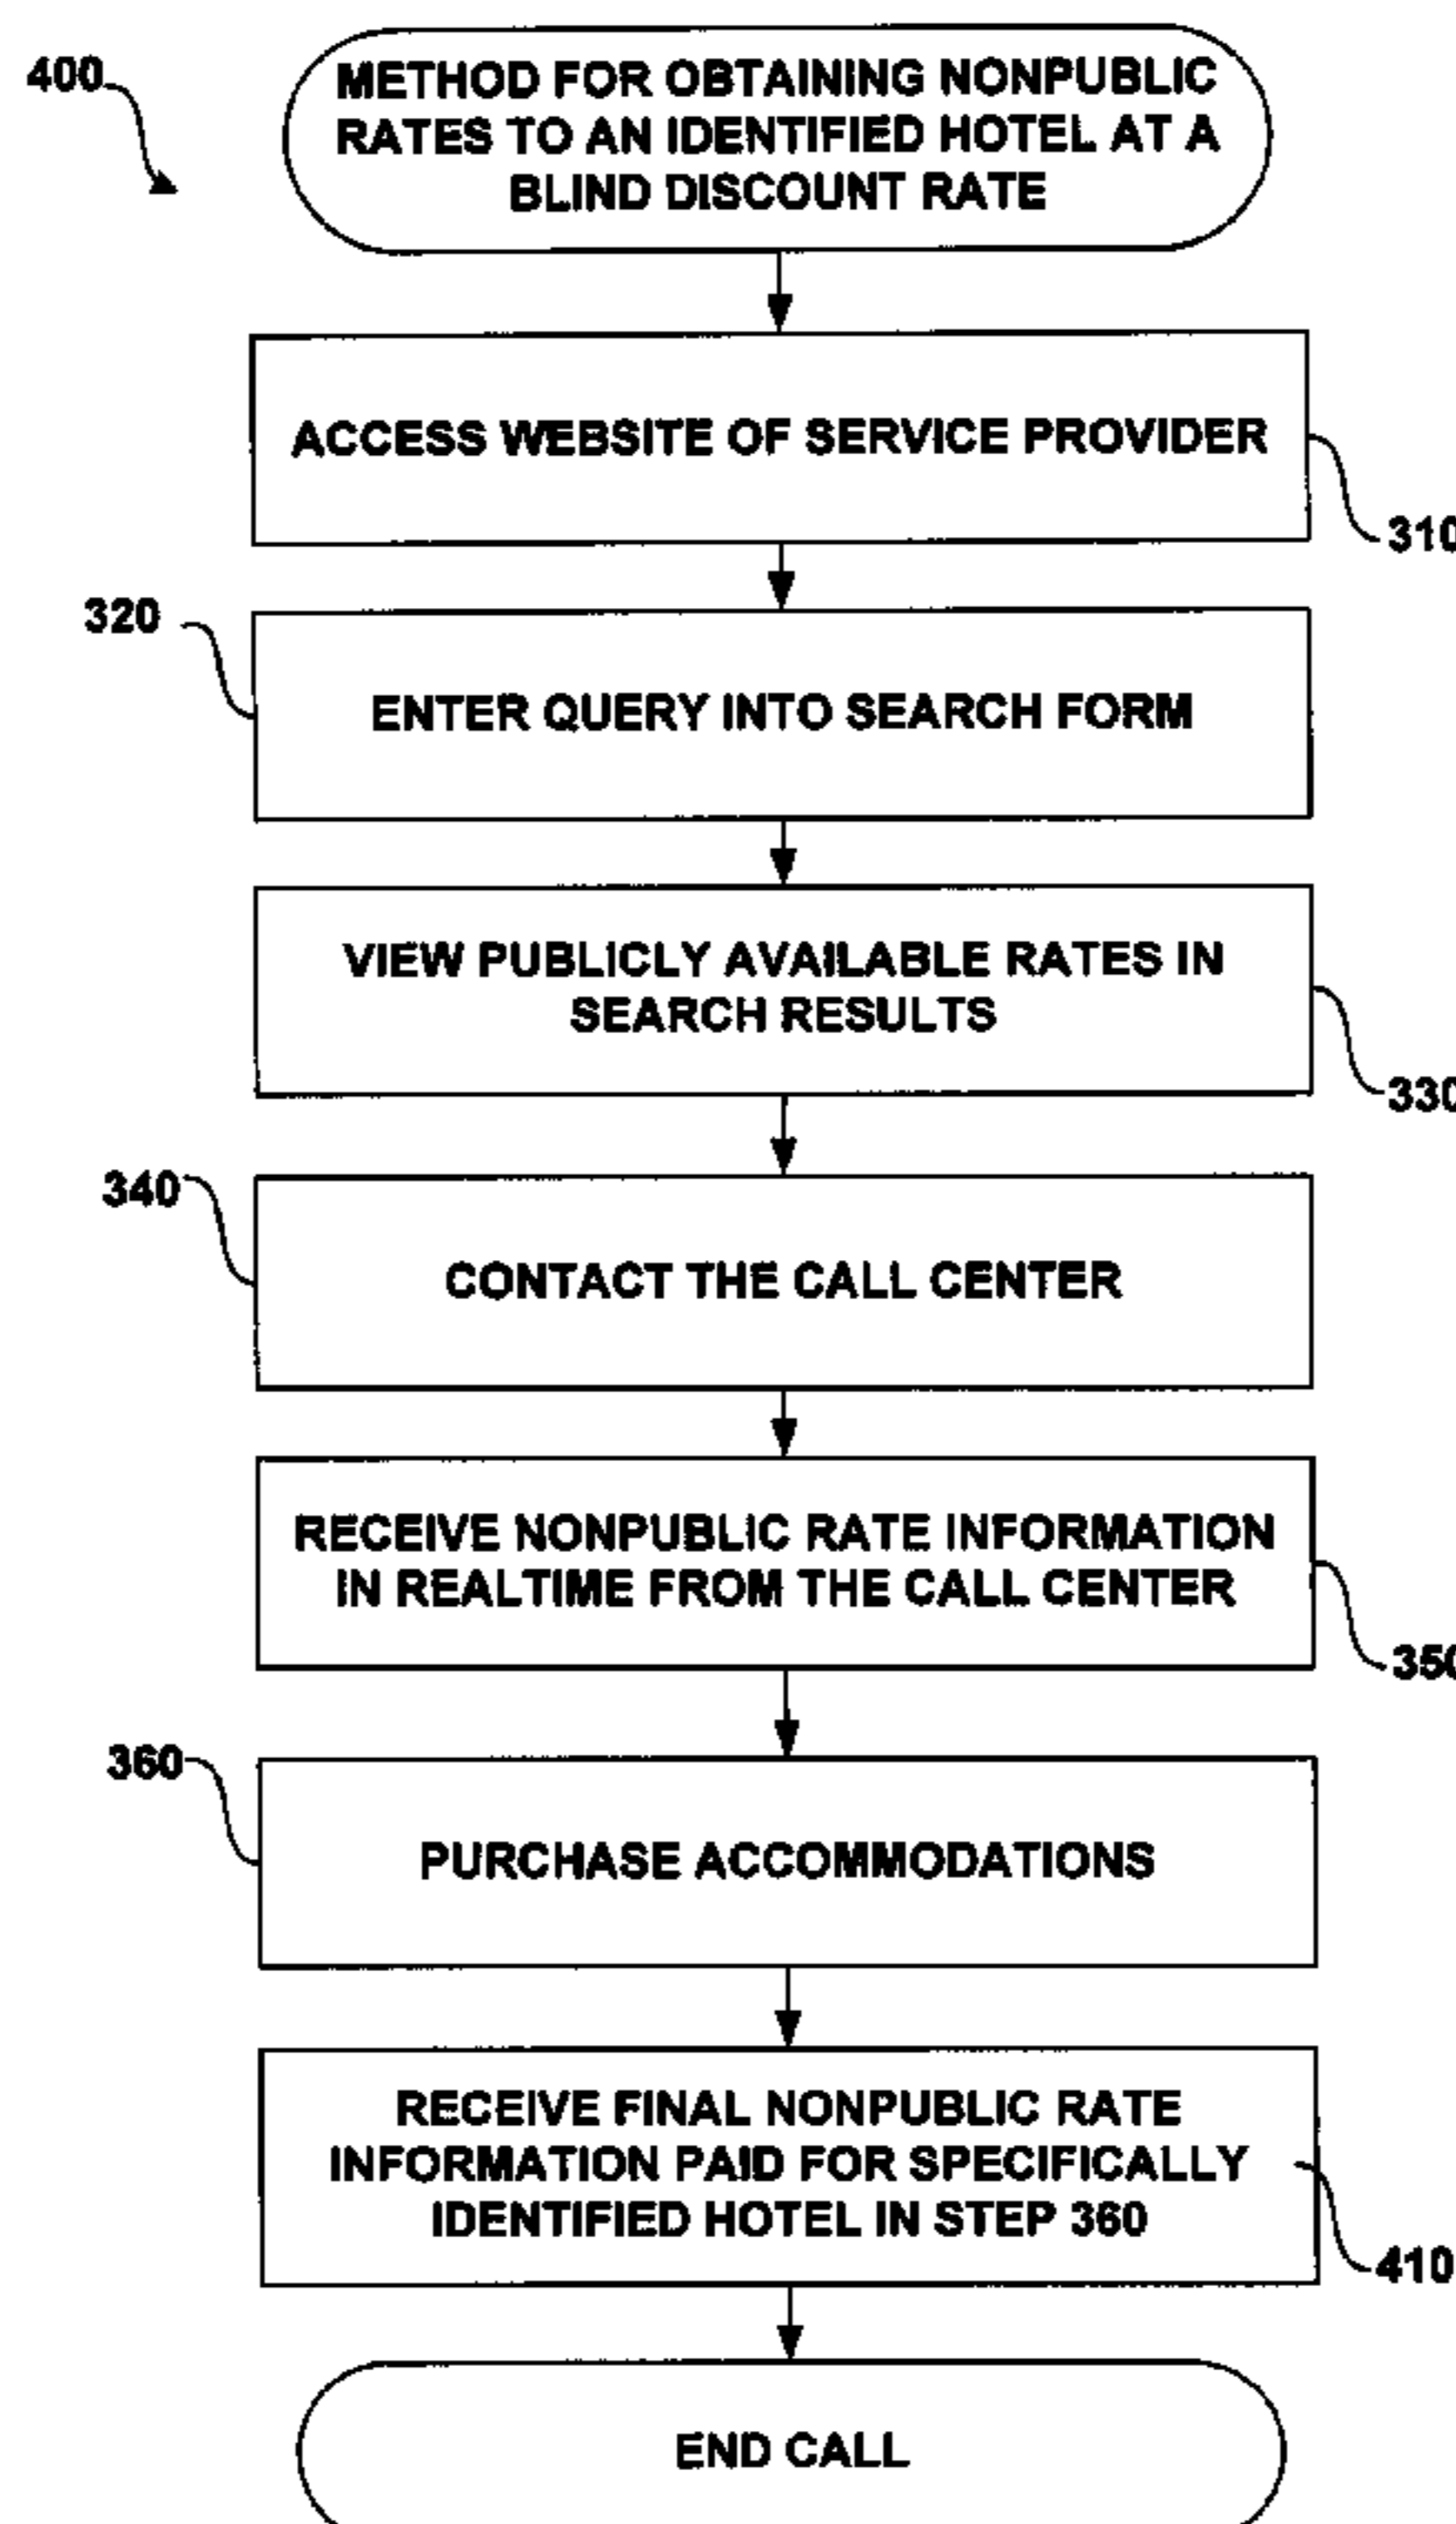 400
METHOD FOR OBTAINING NONPUBLIC
RATES TO AN IDENTIFIED HOTEL AT A
BLIND DISCOUNT RATE
ACCESS WEBSITE OF SERVICE PROVIDER
310
320
ENTER QUERY INTO SEARCH FORM
VIEW PUBLICLY AVAILABLE RATES IN
SEARCH RESULTS
330
340
CONTACT THE CALL CENTER
RECEIVE NONPUBLIC RATE INFORMATION
IN REALTIME FROM THE CALL CENTER
350
360
PURCHASE ACCOMMODATIONS
RECEIVE FINAL NONPUBLIC RATE
INFORMATION PAID FOR SPECIFICALLY
IDENTIFIED HOTEL IN STEP 360
410
END CALL